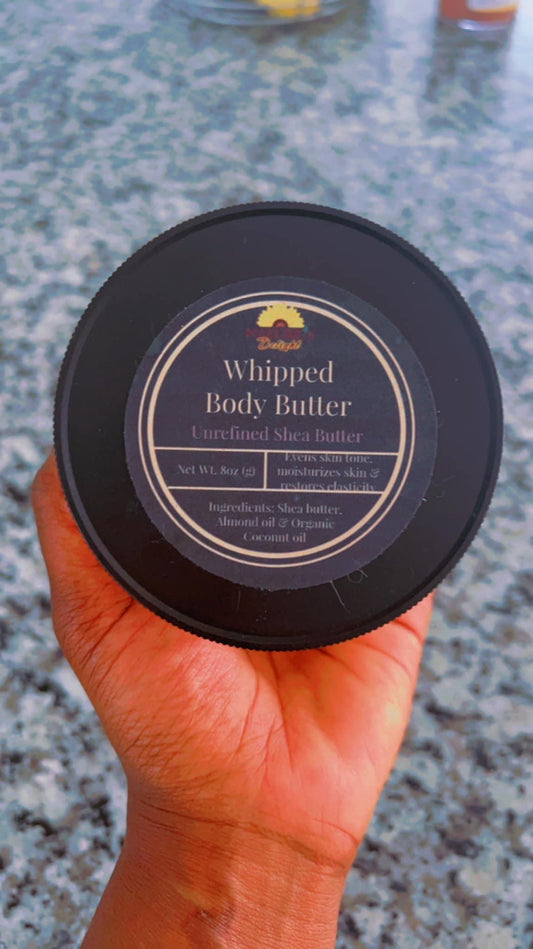 Delight
Whipped
Body Butter
Unrefined Shea Butter
Net WT. 8oz (g)
Evens skin tone,
moisturizes skin &
restores elasticity
Ingredients: Shea butter,
Almond oil & Organic
Coconut oil